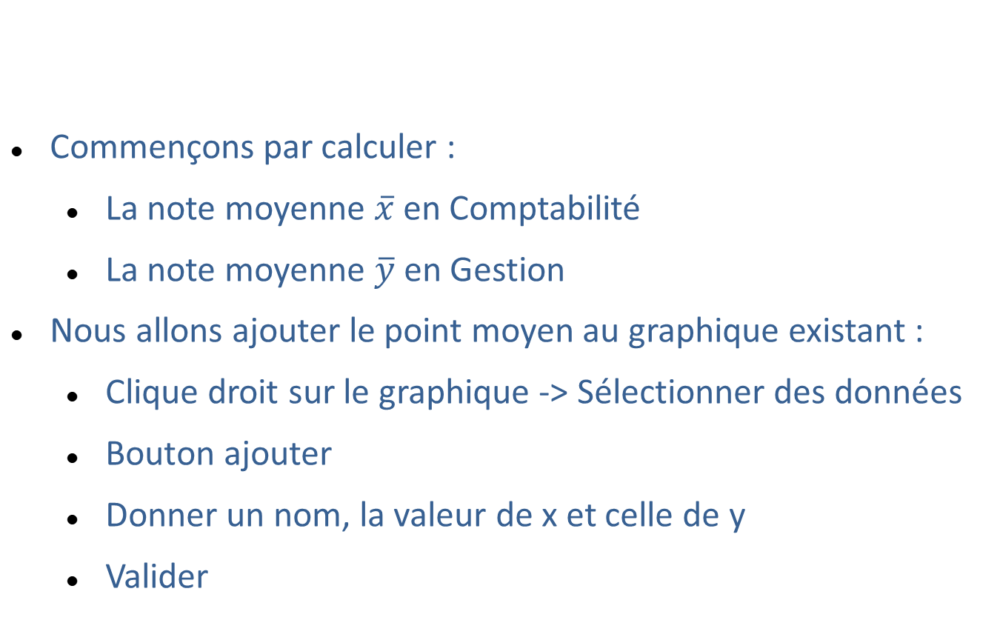 Commençons par calculer :
La note moyenne x̄ en Comptabilité
La note moyenne ȳ en Gestion
Nous allons ajouter le point moyen au graphique existant :
Clique droit sur le graphique -> Sélectionner des données
Bouton ajouter
Donner un nom, la valeur de x et celle de y
Valider